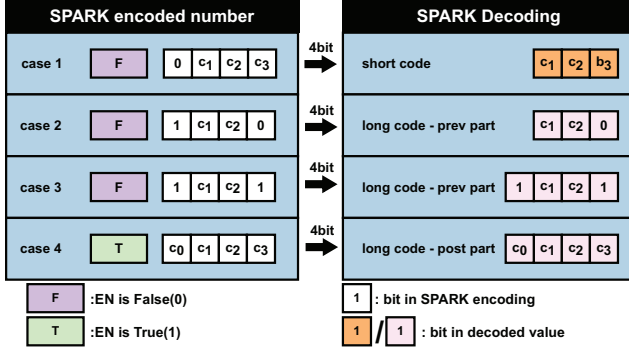 SPARK encoded number
SPARK Decoding
case 1 F 0 c1 c2 c3 4bit short code c1 c2 b3
case 2 F 1 c1 c2 0 4bit long code - prev part c1 c2 0
case 3 F 1 c1 c2 1 4bit long code - prev part 1 c1 c2 1
case 4 T c0 c1 c2 c3 4bit long code - post part c0 c1 c2 c3
F :EN is False(0)
1 : bit in SPARK encoding
T :EN is True(1)
1 / 1 : bit in decoded value